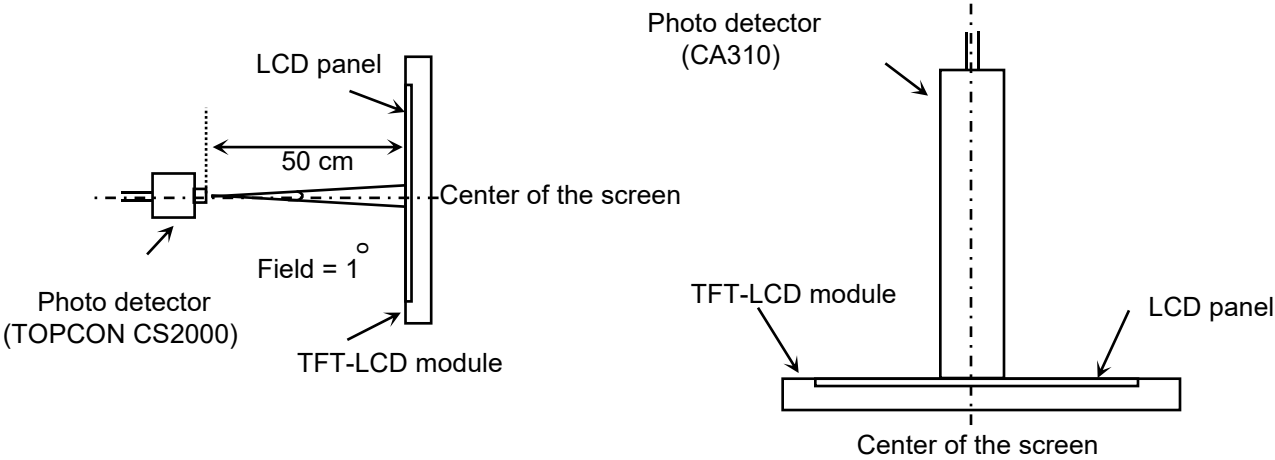 LCD panel
50 cm
Center of the screen
Field = 1°
Photo detector
(TOPCON CS2000)
TFT-LCD module
Photo detector
(CA310)
TFT-LCD module
LCD panel
Center of the screen